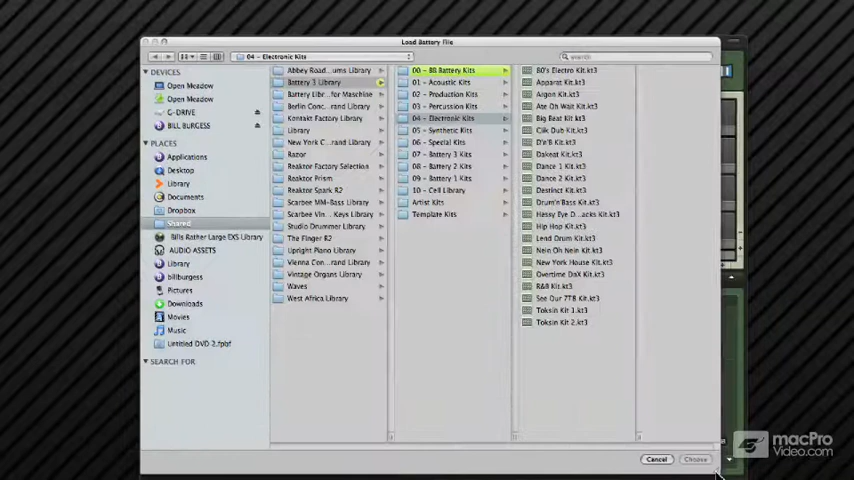 Load Battery File
04 - Electronic Kits
search
DEVICES
Open Meadow
Open Meadow
G-DRIVE
BILL BURGESS
PLACES
Applications
Desktop
Library
Documents
Dropbox
Shared
Bills Rather Large EXS Library
AUDIO ASSETS
Library
billburgess
Pictures
Downloads
Movies
Music
Untitled DVD 2.fpbf
SEARCH FOR
Abbey Road...ums Library
Battery 3 Library
Battery Libr...for Maschine
Berlin Conc...rand Library
Kontakt Factory Library
Library
New York C...rand Library
Razor
Reaktor Factory Selection
Reaktor Prism
Reaktor Spark R2
Scarbee MM-Bass Library
Scarbee Vin... Keys Library
Studio Drummer Library
The Finger R2
Upright Piano Library
Vienna Con...rand Library
Vintage Organs Library
Waves
West Africa Library
00 - BB Battery Kits
01 - Acoustic Kits
02 - Production Kits
03 - Percussion Kits
04 - Electronic Kits
05 - Synthetic Kits
06 - Special Kits
07 - Battery 3 Kits
08 - Battery 2 Kits
09 - Battery 1 Kits
10 - Cell Library
Artist Kits
Template Kits
80's Electro Kit.kt3
Apparat Kit.kt3
Argon Kit.kt3
Ate Oh Wait Kit.kt3
Big Beat Kit.kt3
Clik Dub Kit.kt3
D'n'B Kit.kt3
Dakeat Kit.kt3
Dance 1 Kit.kt3
Dance 2 Kit.kt3
Destinct Kit.kt3
Drum'n'Bass Kit.kt3
Hessy Eye D...acks Kit.kt3
Hip Hop Kit.kt3
Lend Drum Kit.kt3
Nein Oh Nein Kit.kt3
New York House Kit.kt3
Overtime DaX Kit.kt3
R&B Kit.kt3
See Our 7T8 Kit.kt3
Toksin Kit 1.kt3
Toksin Kit 2.kt3
Cancel
Choose
macPro
Video.com